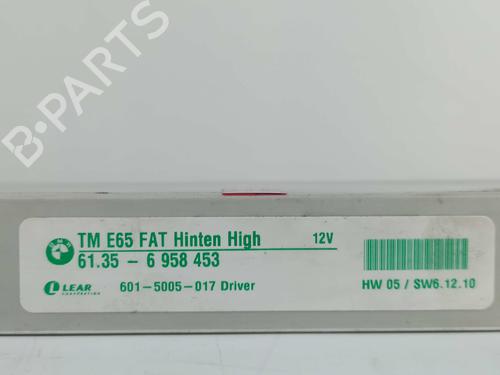 TM E65 FAT Hinten High 12V
61.35 - 6 958 453
LEAR CORPORATION 601-5005-017 Driver
HW 05 / SW6.12.10
B-PARTS